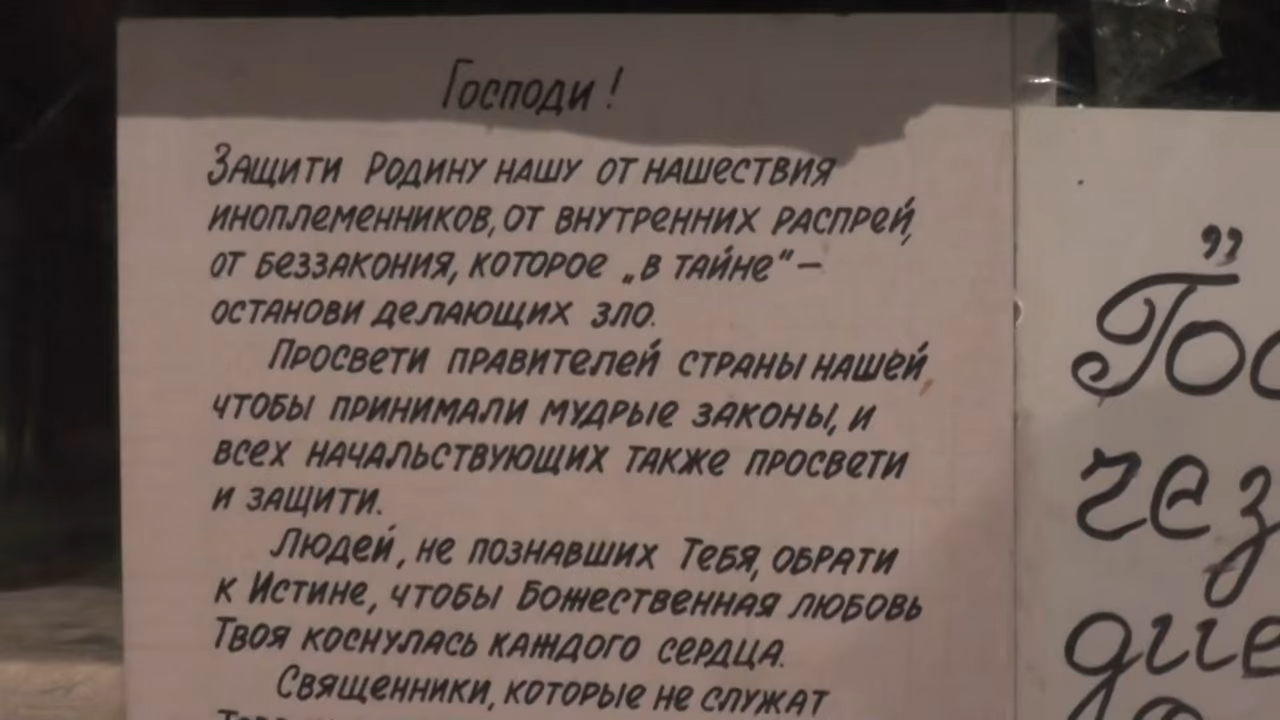 Господи!
Защити Родину нашу от нашествия
иноплеменников, от внутренних распрей,
от беззакония, которое „в тайне" –
останови делающих зло.
Просвети правителей страны нашей,
чтобы принимали мудрые законы, и
всех начальствующих также просвети
и защити.
Людей, не познавших Тебя, обрати
к Истине, чтобы Божественная любовь
Твоя коснулась каждого сердца.
Священники, которые не служат